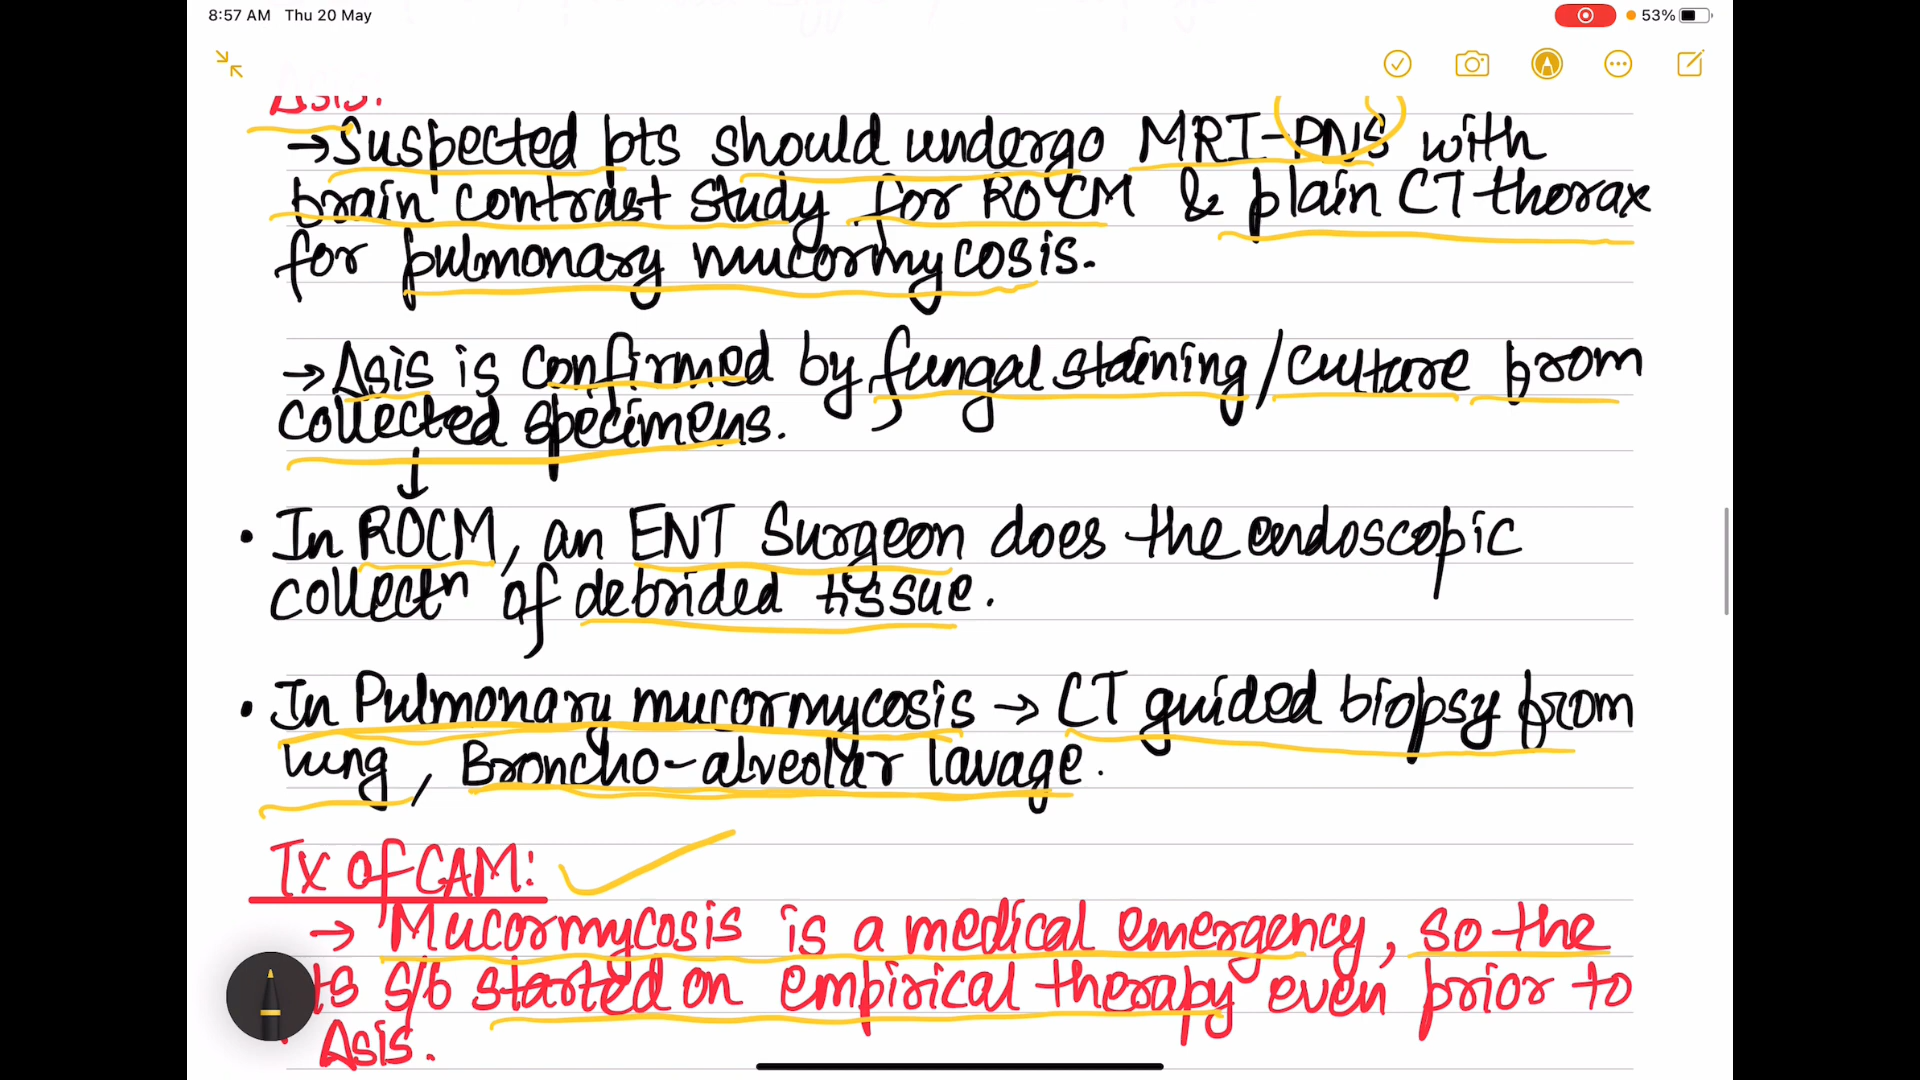 8:57 AM Thu 20 May
53%
Δsis:
→ Suspected pts should undergo MRI-PNS with
brain contrast study for ROCM & plain CT thorax
for pulmonary mucormycosis.
→ Δsis is confirmed by fungal staining/culture from
collected specimens.
↓
• In ROCM, an ENT Surgeon does the endoscopic
collectⁿ of debrided tissue.
• In Pulmonary mucormycosis → CT guided biopsy from
lung, Broncho-alveolar lavage.
Tx of CAM:
→ Mucormycosis is a medical emergency, so the
ts s/b started on empirical therapy even prior to
Δsis.